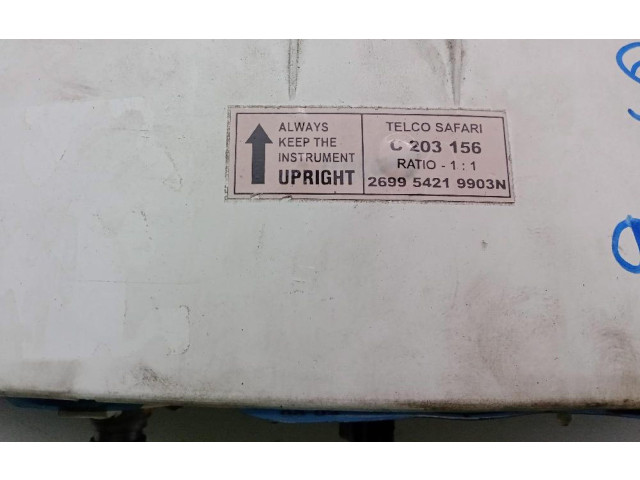 ALWAYS
KEEP THE
INSTRUMENT
UPRIGHT
TELCO SAFARI
C 203 156
RATIO - 1 : 1
2699 5421 9903N